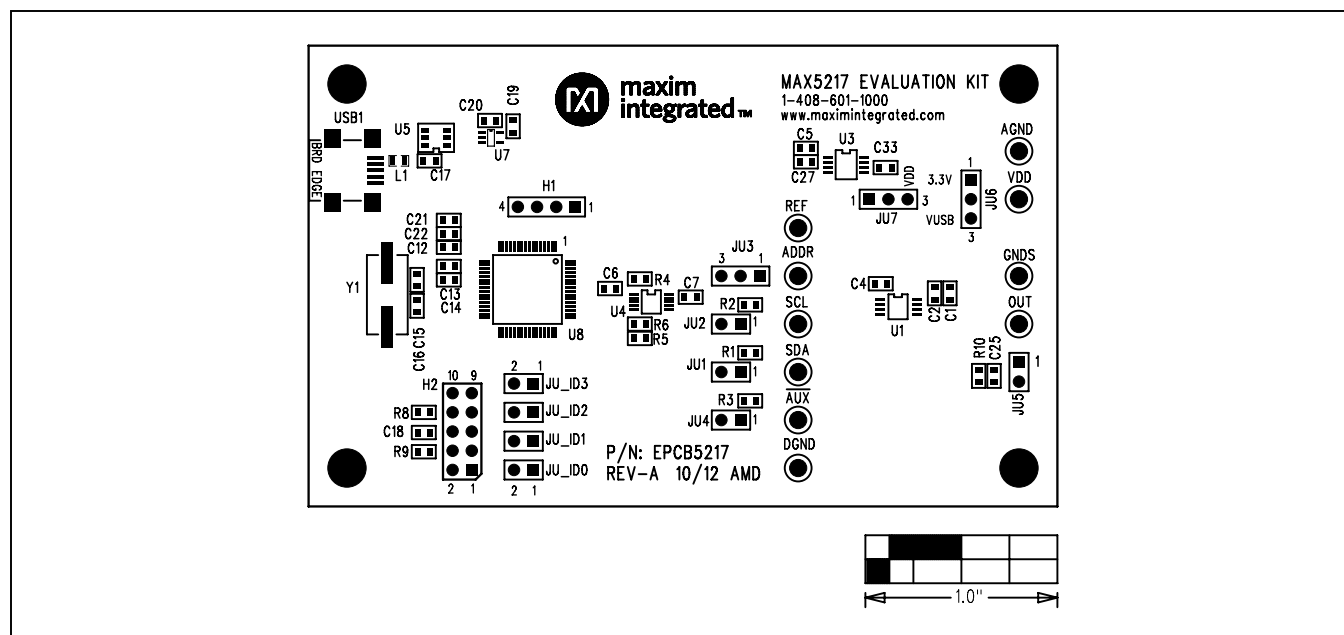 maxim
integrated™
MAX5217 EVALUATION KIT
1-408-601-1000
www.maximintegrated.com
USB1
BRD EDGE
L1
U5
C17
C20
C19
U7
H1
4
1
C21
C22
C12
C13
C14
Y1
C15
C16
1
U8
C6
R4
C7
U4
R6
R5
C5
C27
U3
C33
VDD
1
3
JU7
1
3.3V
JU6
VUSB
3
AGND
VDD
REF
ADDR
JU3
3
1
SCL
R2
JU2
1
SDA
R1
JU1
1
AUX
R3
JU4
1
DGND
C4
U1
C2
C1
GNDS
OUT
R10
C25
1
JU5
10
9
H2
R8
C18
R9
2
1
2
1
JU_ID3
JU_ID2
JU_ID1
JU_ID0
2
1
P/N: EPCB5217
REV-A 10/12 AMD
1.0"